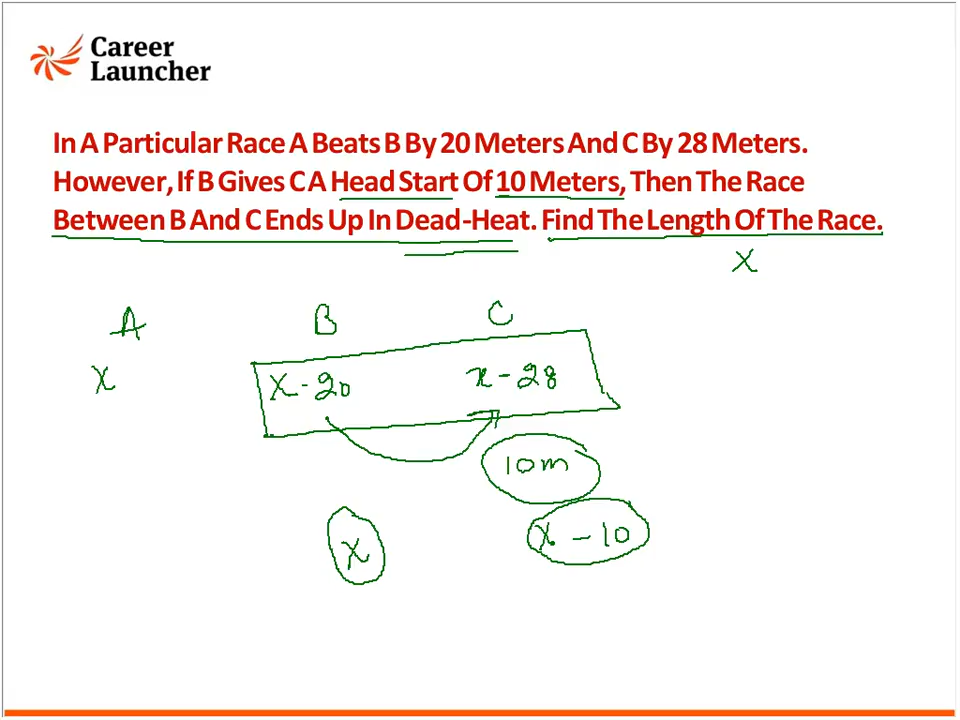 Career
Launcher
In A Particular Race A Beats B By 20 Meters And C By 28 Meters.
However, If B Gives C A Head Start Of 10 Meters, Then The Race
Between B And C Ends Up In Dead-Heat. Find The Length Of The Race.
x
A B C
x x-20 x-28
10m
x x-10